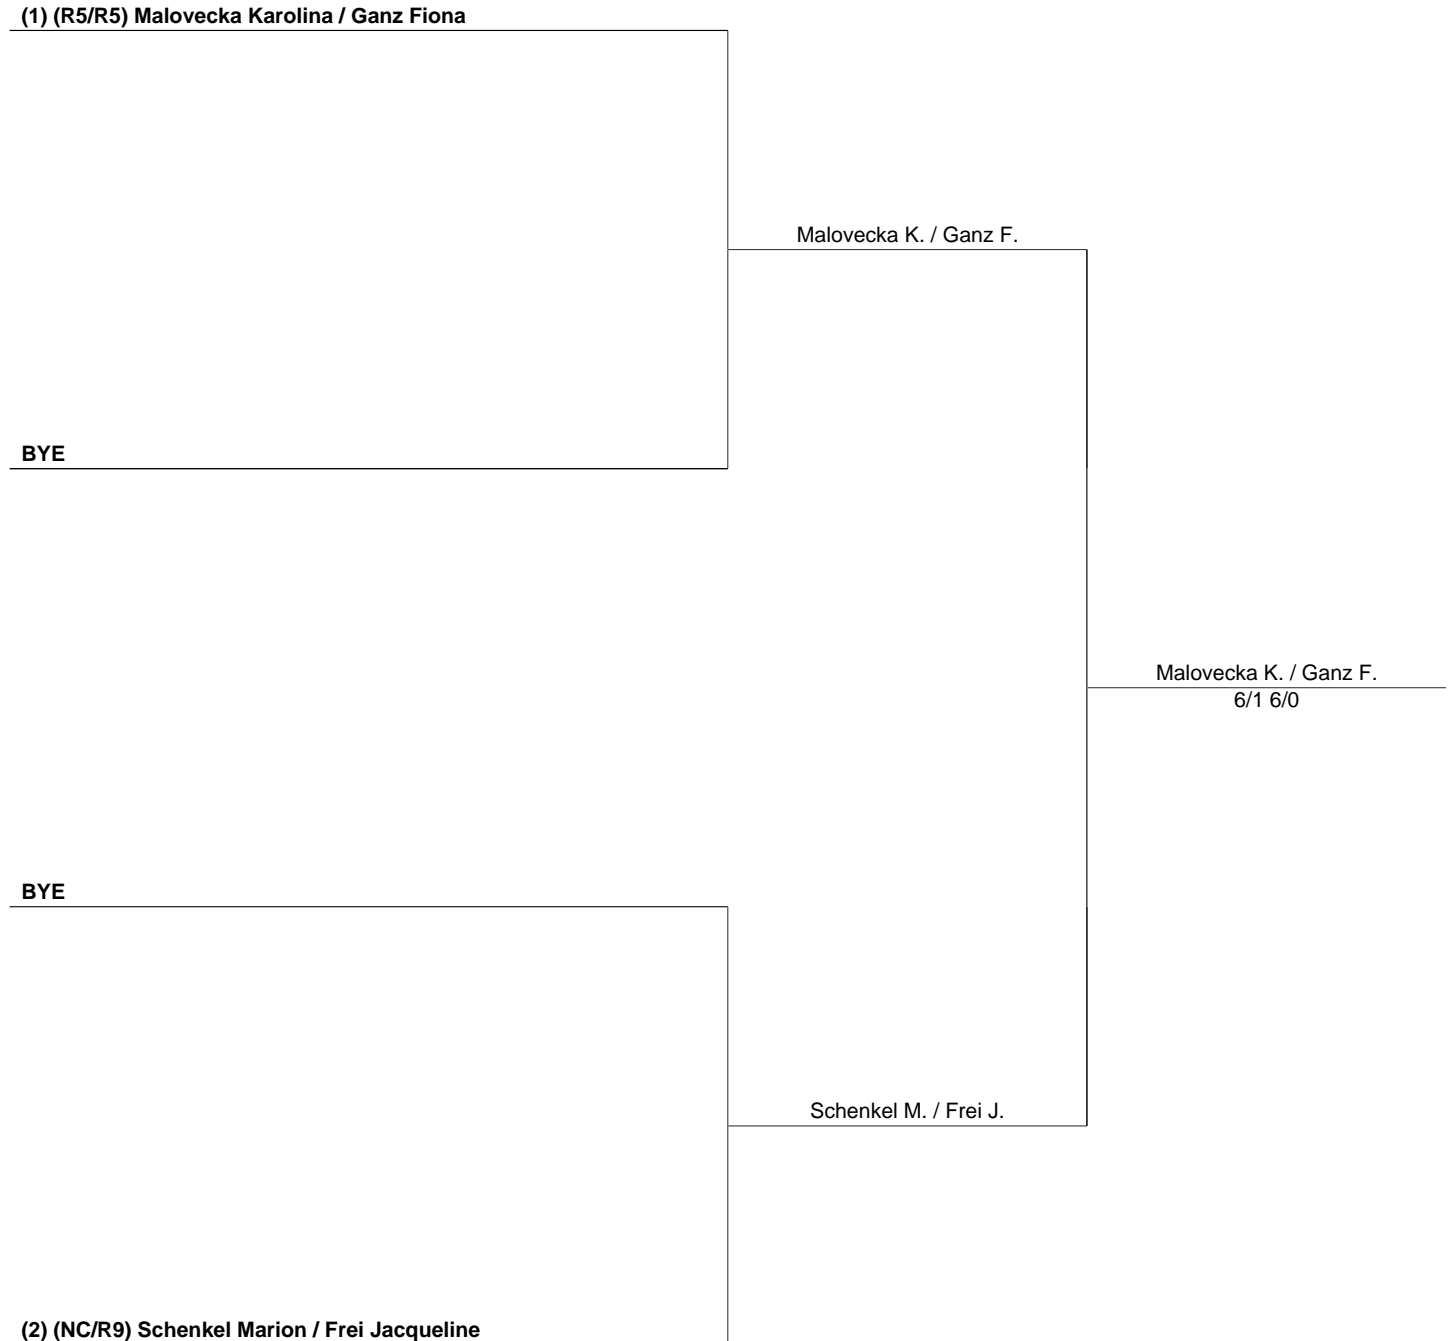 (1) (R5/R5) Malovecka Karolina / Ganz Fiona
Malovecka K. / Ganz F.
BYE
Malovecka K. / Ganz F.
6/1 6/0
BYE
Schenkel M. / Frei J.
(2) (NC/R9) Schenkel Marion / Frei Jacqueline